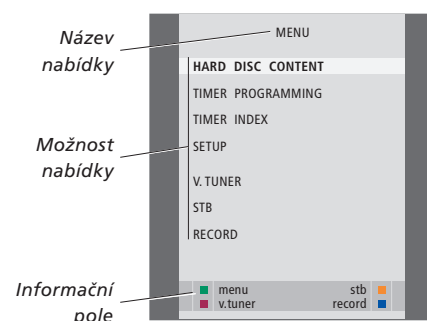 Název
nabídky
MENU
HARD DISC CONTENT
TIMER PROGRAMMING
TIMER INDEX
Možnost
nabídky
SETUP
V. TUNER
STB
RECORD
Informační
pole
menu stb
v.tuner record